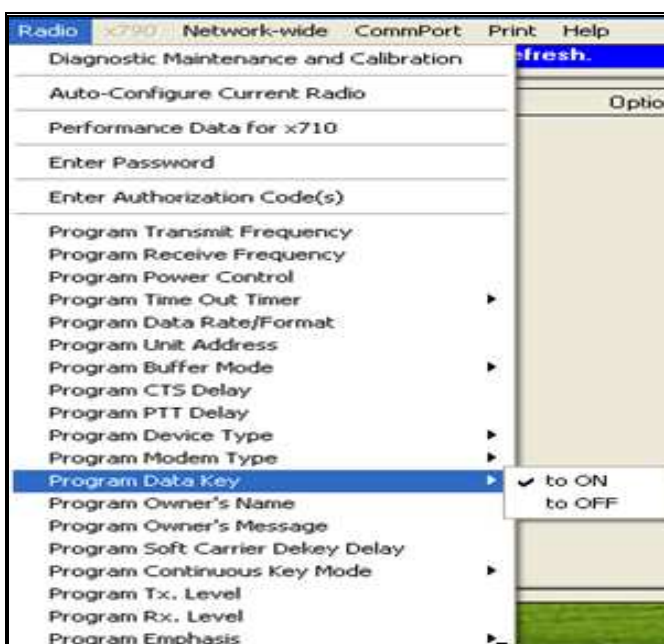 Radio x790 Network-wide CommPort Print Help
Diagnostic Maintenance and Calibration
efresh.
Auto-Configure Current Radio
Optio
Performance Data for x710
Enter Password
Enter Authorization Code(s)
Program Transmit Frequency
Program Receive Frequency
Program Power Control
Program Time Out Timer
Program Data Rate/Format
Program Unit Address
Program Buffer Mode
Program CTS Delay
Program PTT Delay
Program Device Type
Program Modem Type
Program Data Key
to ON
Program Owner's Name
to OFF
Program Owner's Message
Program Soft Carrier Dekey Delay
Program Continuous Key Mode
Program Tx. Level
Program Rx. Level
Program Emphasis